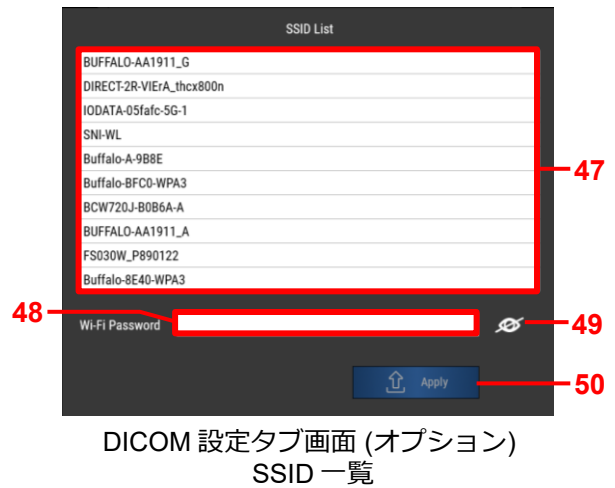 SSID List
BUFFALO-AA1911_G
DIRECT-2R-VIErA_thcx800n
IODATA-05fafc-5G-1
SNI-WL
Buffalo-A-9B8E
47
Buffalo-BFC0-WPA3
BCW720J-B0B6A-A
BUFFALO-AA1911_A
FS030W_P890122
Buffalo-8E40-WPA3
48
Wi-Fi Password
49
Apply
50
DICOM 設定タブ画面 (オプション)
SSID 一覧